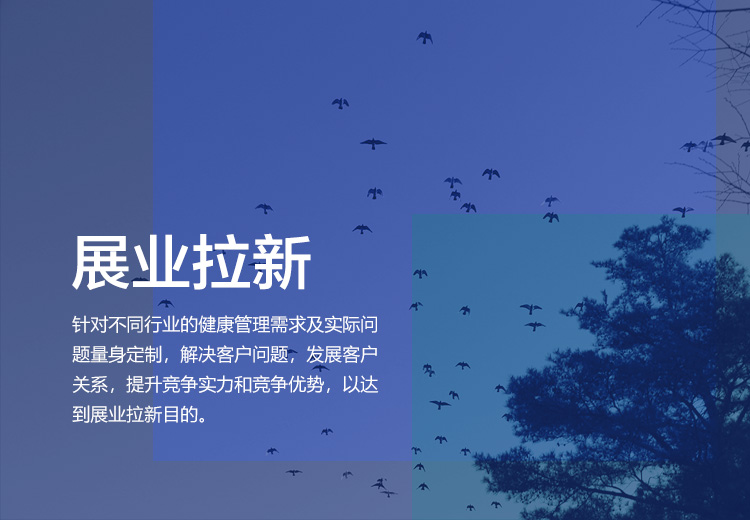 展业拉新
针对不同行业的健康管理需求及实际问
题量身定制，解决客户问题，发展客户
关系，提升竞争实力和竞争优势，以达
到展业拉新目的。